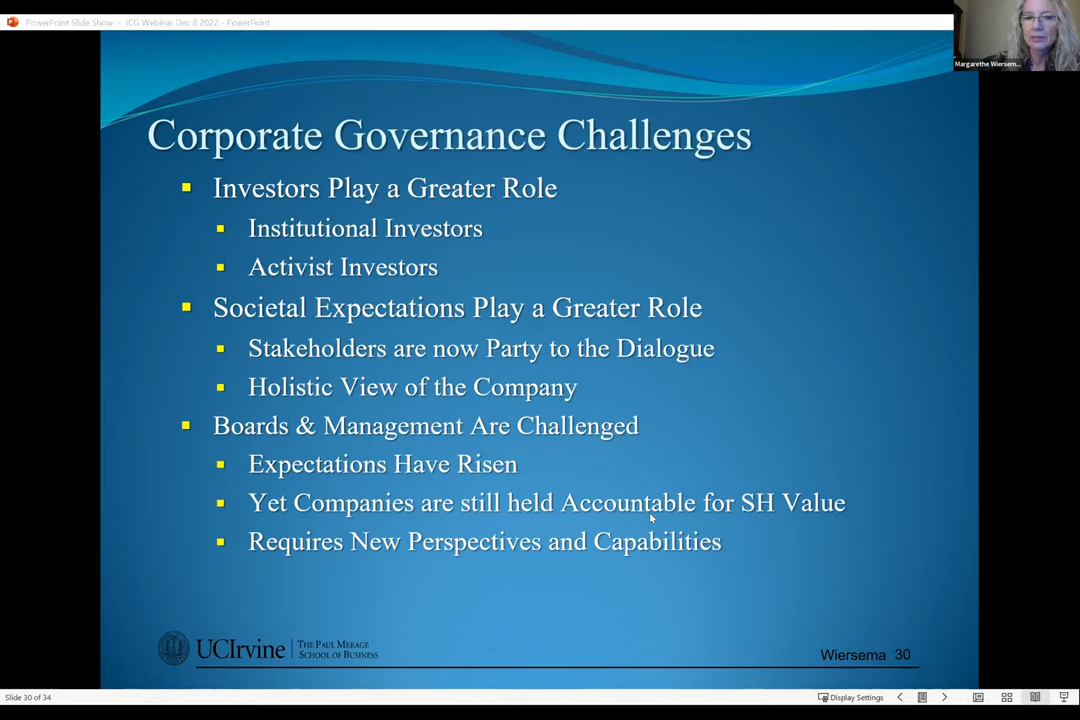 PowerPoint Slide Show - ICG Webinar Dec 8 2022 - PowerPoint
Margarethe Wiersem...
Corporate Governance Challenges
Investors Play a Greater Role
Institutional Investors
Activist Investors
Societal Expectations Play a Greater Role
Stakeholders are now Party to the Dialogue
Holistic View of the Company
Boards & Management Are Challenged
Expectations Have Risen
Yet Companies are still held Accountable for SH Value
Requires New Perspectives and Capabilities
UCIrvine | THE PAUL MERAGE
SCHOOL OF BUSINESS
Wiersema 30
Slide 30 of 34
Display Settings